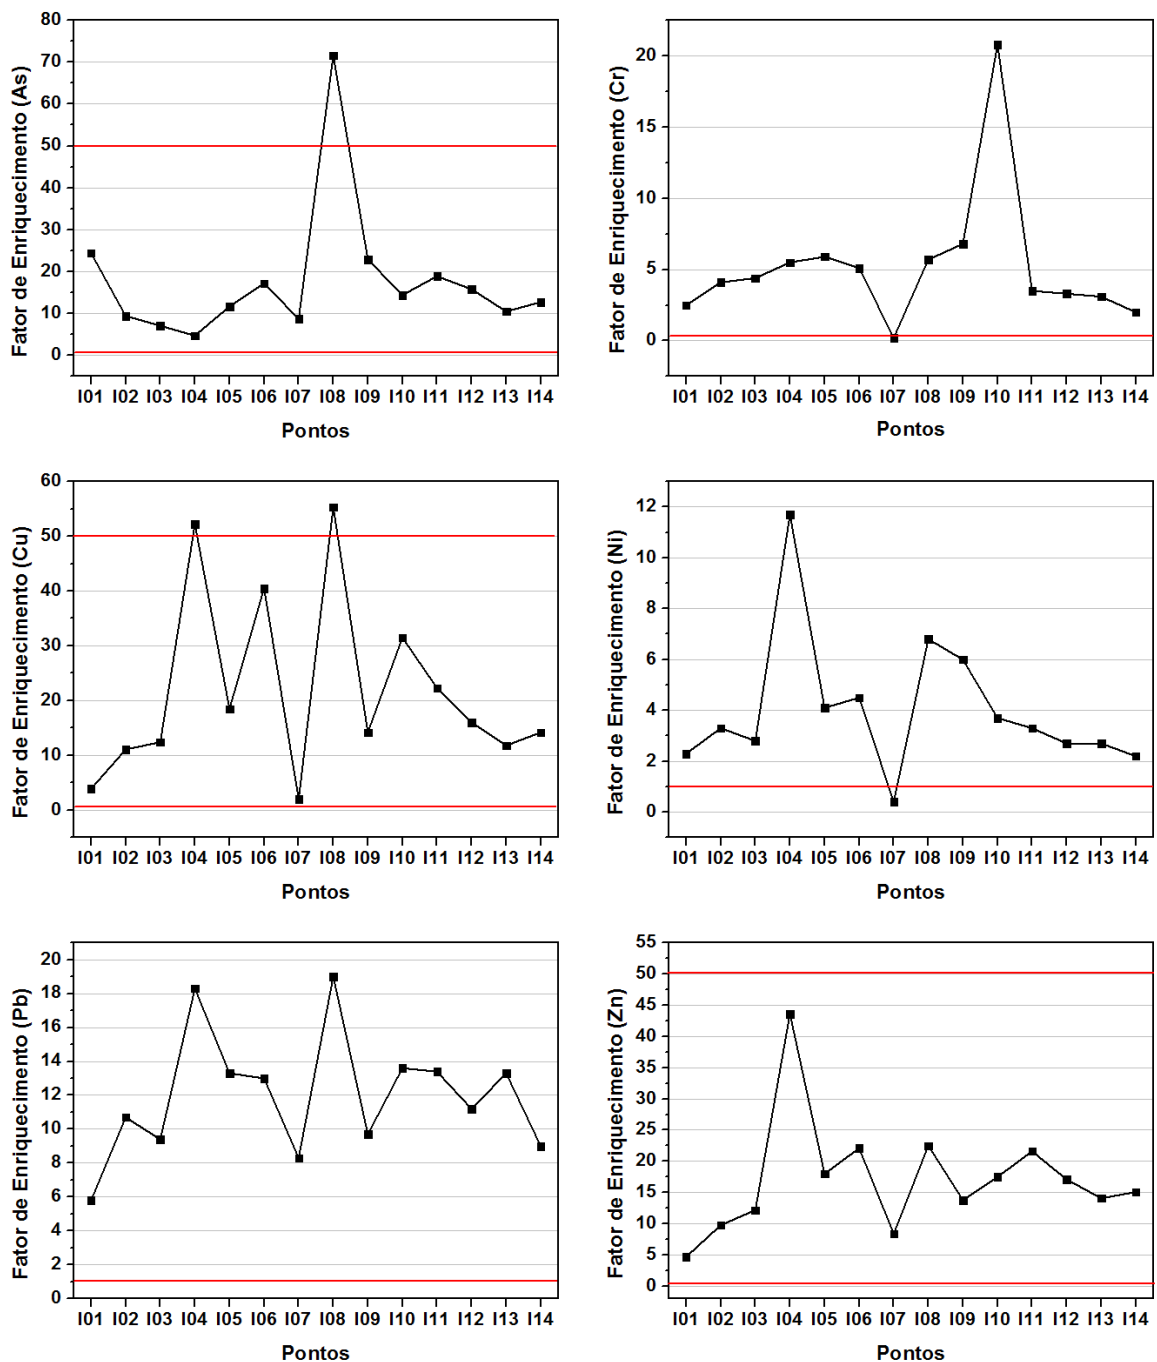 Fator de Enriquecimento (As)
80
70
60
50
40
30
20
10
0
I01 I02 I03 I04 I05 I06 I07 I08 I09 I10 I11 I12 I13 I14
Pontos
Fator de Enriquecimento (Cr)
20
15
10
5
0
I01 I02 I03 I04 I05 I06 I07 I08 I09 I10 I11 I12 I13 I14
Pontos
Fator de Enriquecimento (Cu)
60
50
40
30
20
10
0
I01 I02 I03 I04 I05 I06 I07 I08 I09 I10 I11 I12 I13 I14
Pontos
Fator de Enriquecimento (Ni)
12
10
8
6
4
2
0
I01 I02 I03 I04 I05 I06 I07 I08 I09 I10 I11 I12 I13 I14
Pontos
Fator de Enriquecimento (Pb)
20
18
16
14
12
10
8
6
4
2
0
I01 I02 I03 I04 I05 I06 I07 I08 I09 I10 I11 I12 I13 I14
Pontos
Fator de Enriquecimento (Zn)
55
50
45
40
35
30
25
20
15
10
5
0
I01 I02 I03 I04 I05 I06 I07 I08 I09 I10 I11 I12 I13 I14
Pontos